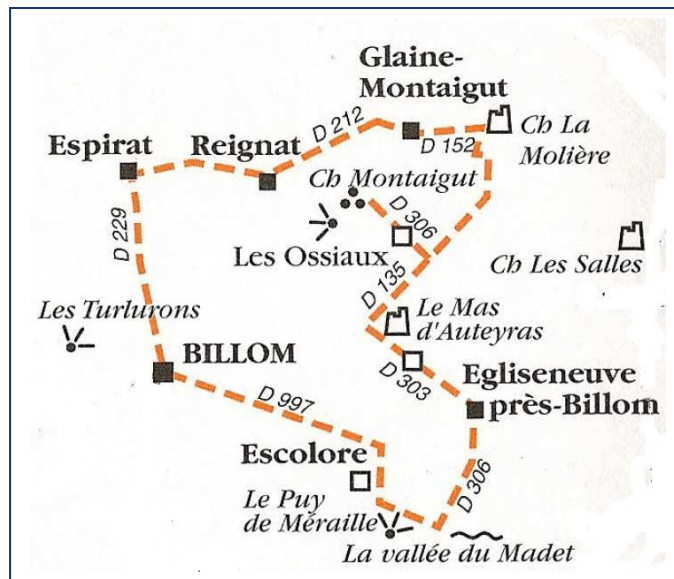 Glaine-
Montaigut
D 212
Espirat
Reignat
D 152
Ch La
Molière
Ch Montaigut
D 229
D 306
Les Ossiaux
Ch Les Salles
D 135
Les Turlurons
Le Mas
d'Auteyras
BILLOM
D 303
Egliseneuve
près-Billom
D 997
Escolore
D 306
Le Puy
de Méraille
La vallée du Madet